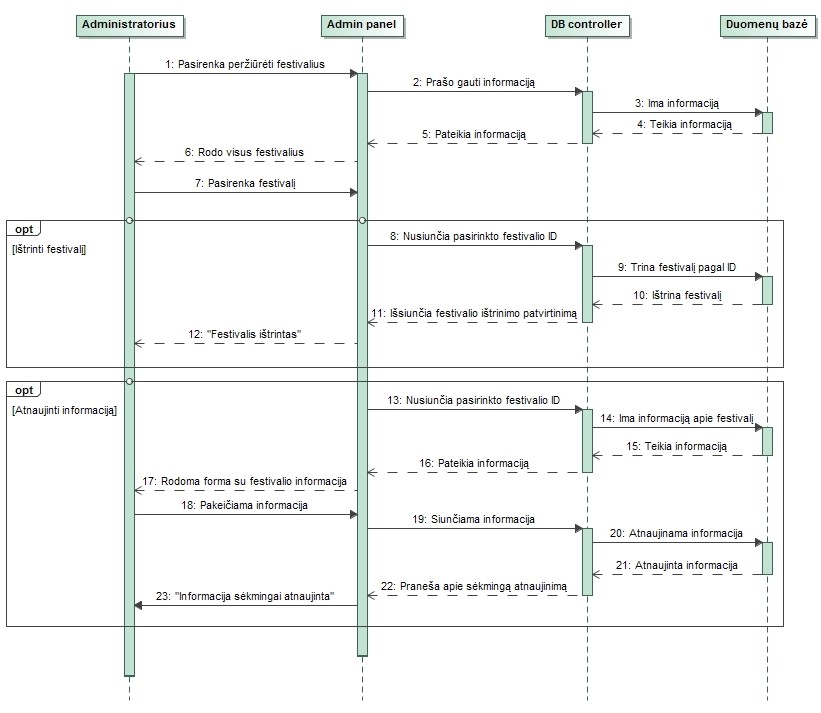 Administratorius
Admin panel
DB controller
Duomenų bazė
1: Pasirenka peržiūrėti festivalius
2: Prašo gauti informaciją
3: Ima informaciją
4: Teikia informaciją
5: Pateikia informaciją
6: Rodo visus festivalius
7: Pasirenka festivalį
opt
[Ištrinti festivalį]
8: Nusiunčia pasirinkto festivalio ID
9: Trina festivalį pagal ID
10: Ištrina festivalį
11: Išsiunčia festivalio ištrinimo patvirtinimą
12: "Festivalis ištrintas"
opt
[Atnaujinti informaciją]
13: Nusiunčia pasirinkto festivalio ID
14: Ima informaciją apie festivalį
15: Teikia informaciją
16: Pateikia informaciją
17: Rodoma forma su festivalio informacija
18: Pakeičiama informacija
19: Siunčiama informacija
20: Atnaujinama informacija
21: Atnaujinta informacija
22: Praneša apie sėkmingą atnaujinimą
23: "Informacija sėkmingai atnaujinta"